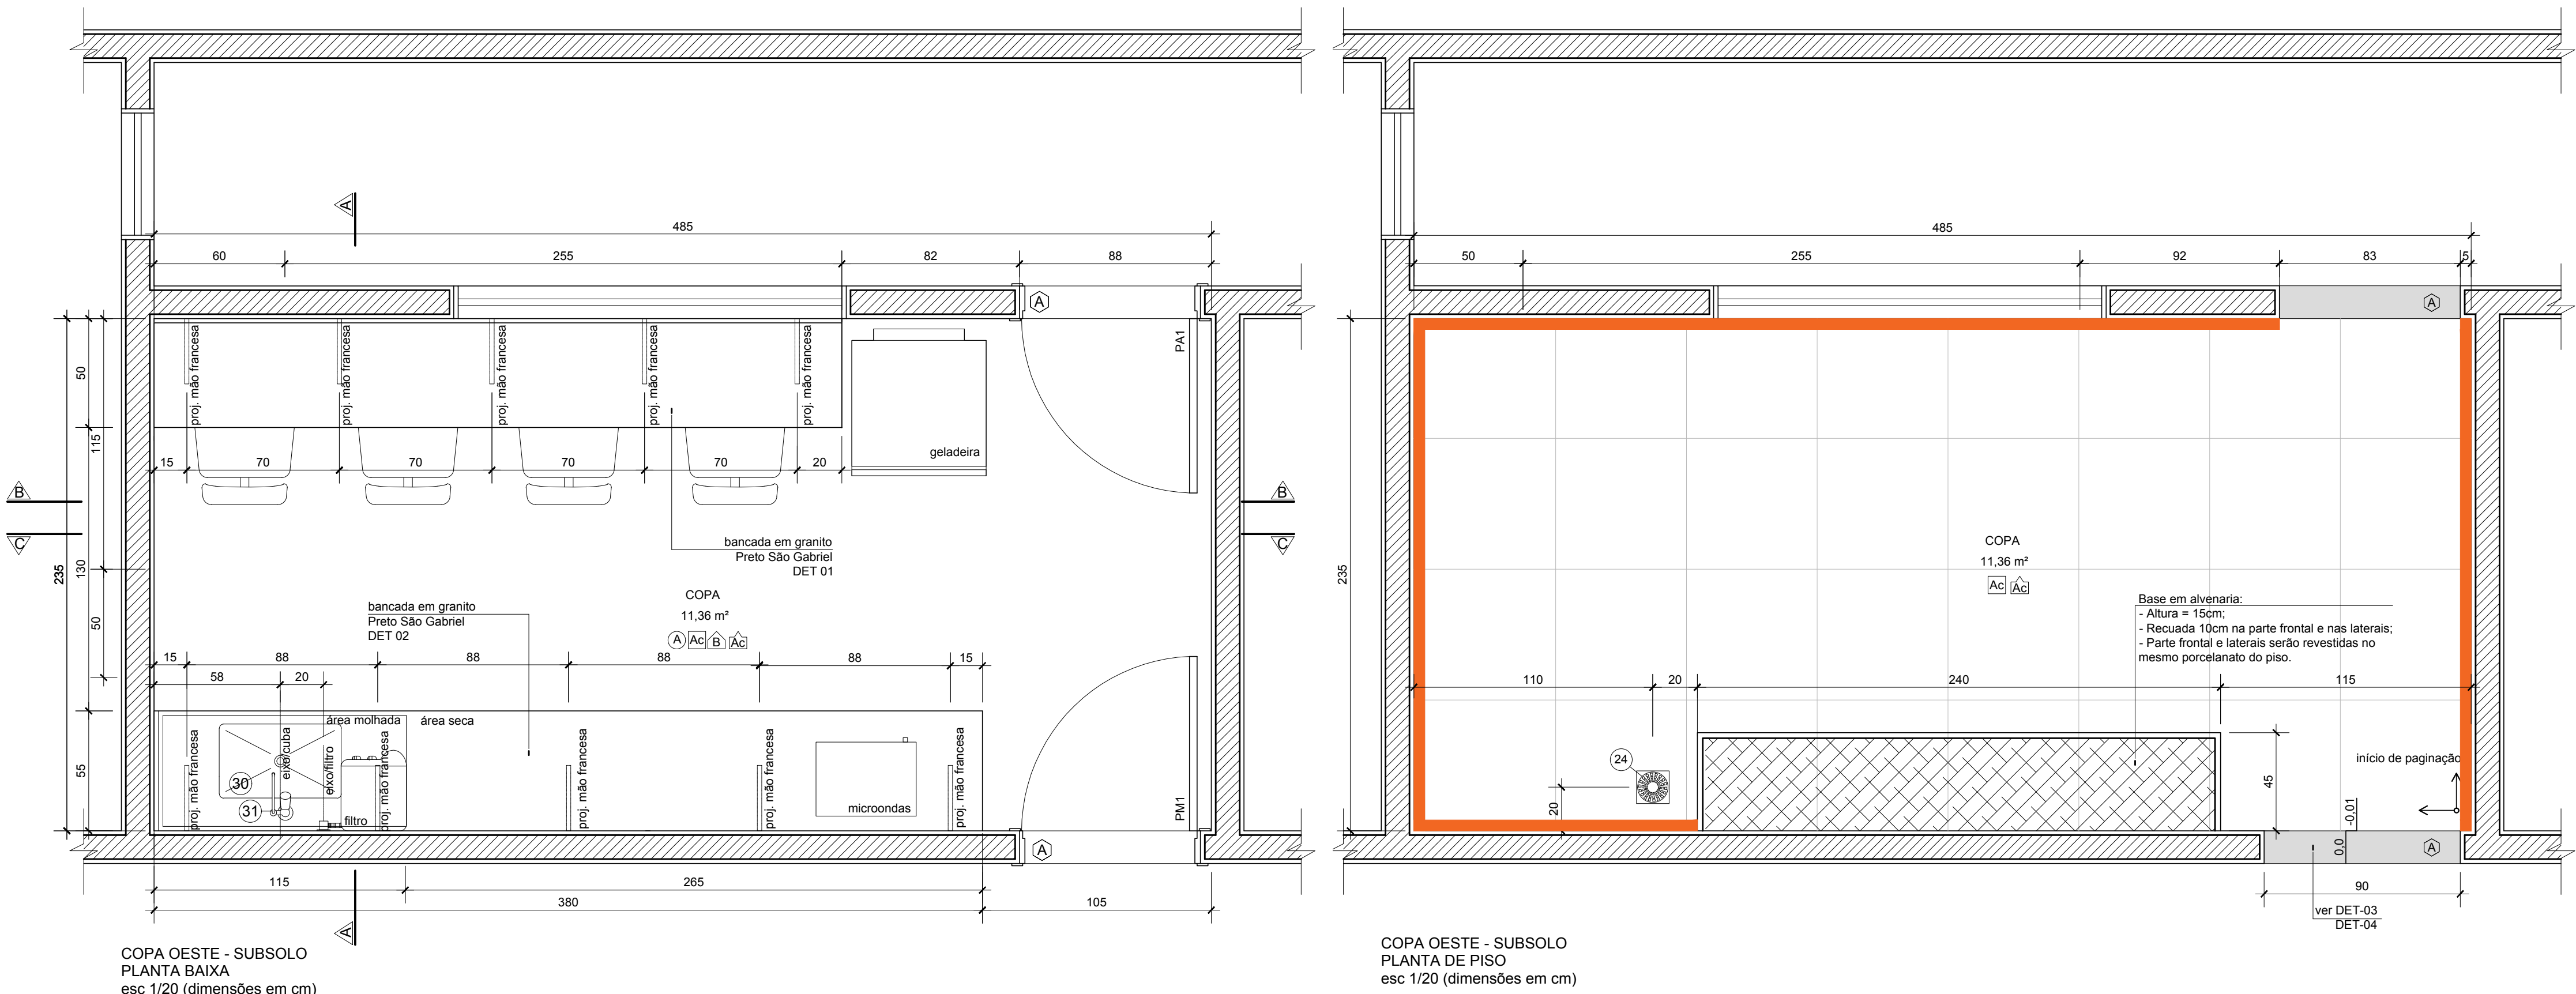 A
485
60
255
82
88
A
proj. mão francesa
proj. mão francesa
proj. mão francesa
proj. mão francesa
proj. mão francesa
PA1
geladeira
50
115
15
70
70
70
70
20
B
B
C
C
235
130
50
55
bancada em granito
Preto São Gabriel
DET 01
COPA
11,36 m²
A
Ac
B
Ac
bancada em granito
Preto São Gabriel
DET 02
15
88
88
88
88
15
58
20
área molhada
área seca
proj. mão francesa
eixo/cuba
eixo/filtro
proj. mão francesa
proj. mão francesa
proj. mão francesa
proj. mão francesa
30
31
filtro
microondas
PM1
A
115
265
380
105
A
COPA OESTE - SUBSOLO
PLANTA BAIXA
esc 1/20 (dimensões em cm)
485
50
255
92
83
5
A
235
COPA
11,36 m²
Ac
Ac
Base em alvenaria:
- Altura = 15cm;
- Recuada 10cm na parte frontal e nas laterais;
- Parte frontal e laterais serão revestidas no
mesmo porcelanato do piso.
110
20
240
115
24
20
45
início de paginação
-0,01
0,0
A
90
ver DET-03
DET-04
COPA OESTE - SUBSOLO
PLANTA DE PISO
esc 1/20 (dimensões em cm)